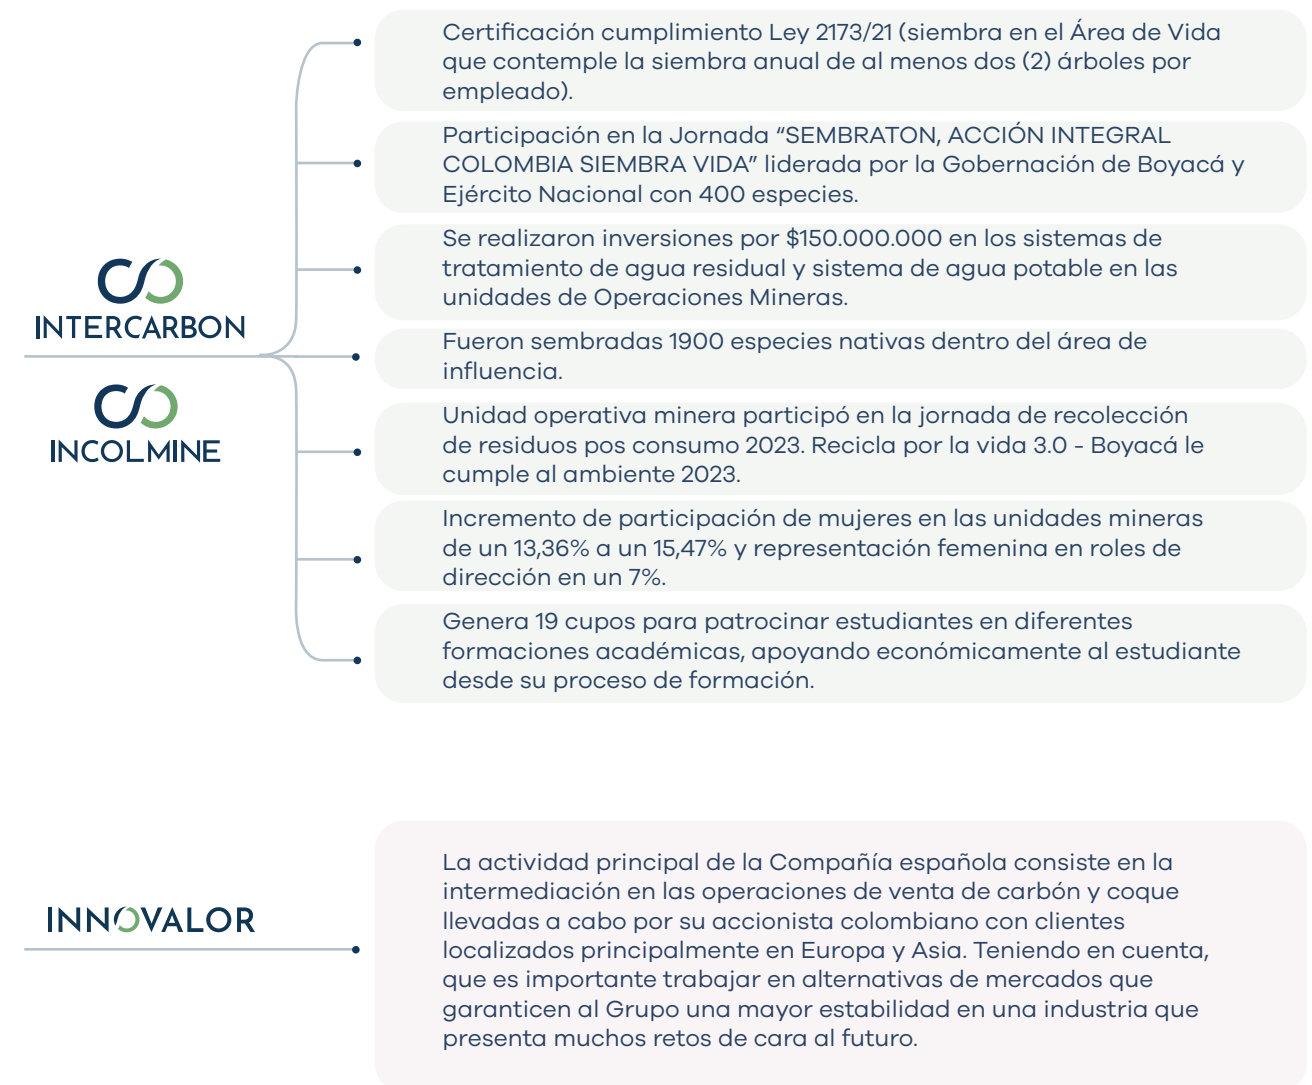 Certificación cumplimiento Ley 2173/21 (siembra en el Área de Vida
que contemple la siembra anual de al menos dos (2) árboles por
empleado).
Participación en la Jornada “SEMBRATON, ACCIÓN INTEGRAL
COLOMBIA SIEMBRA VIDA” liderada por la Gobernación de Boyacá y
Ejército Nacional con 400 especies.
Se realizaron inversiones por $150.000.000 en los sistemas de
tratamiento de agua residual y sistema de agua potable en las
unidades de Operaciones Mineras.
INTERCARBON
Fueron sembradas 1900 especies nativas dentro del área de
influencia.
INCOLMINE
Unidad operativa minera participó en la jornada de recolección
de residuos pos consumo 2023. Recicla por la vida 3.0 - Boyacá le
cumple al ambiente 2023.
Incremento de participación de mujeres en las unidades mineras
de un 13,36% a un 15,47% y representación femenina en roles de
dirección en un 7%.
Genera 19 cupos para patrocinar estudiantes en diferentes
formaciones académicas, apoyando económicamente al estudiante
desde su proceso de formación.
INNOVALOR
La actividad principal de la Compañía española consiste en la
intermediación en las operaciones de venta de carbón y coque
llevadas a cabo por su accionista colombiano con clientes
localizados principalmente en Europa y Asia. Teniendo en cuenta,
que es importante trabajar en alternativas de mercados que
garanticen al Grupo una mayor estabilidad en una industria que
presenta muchos retos de cara al futuro.